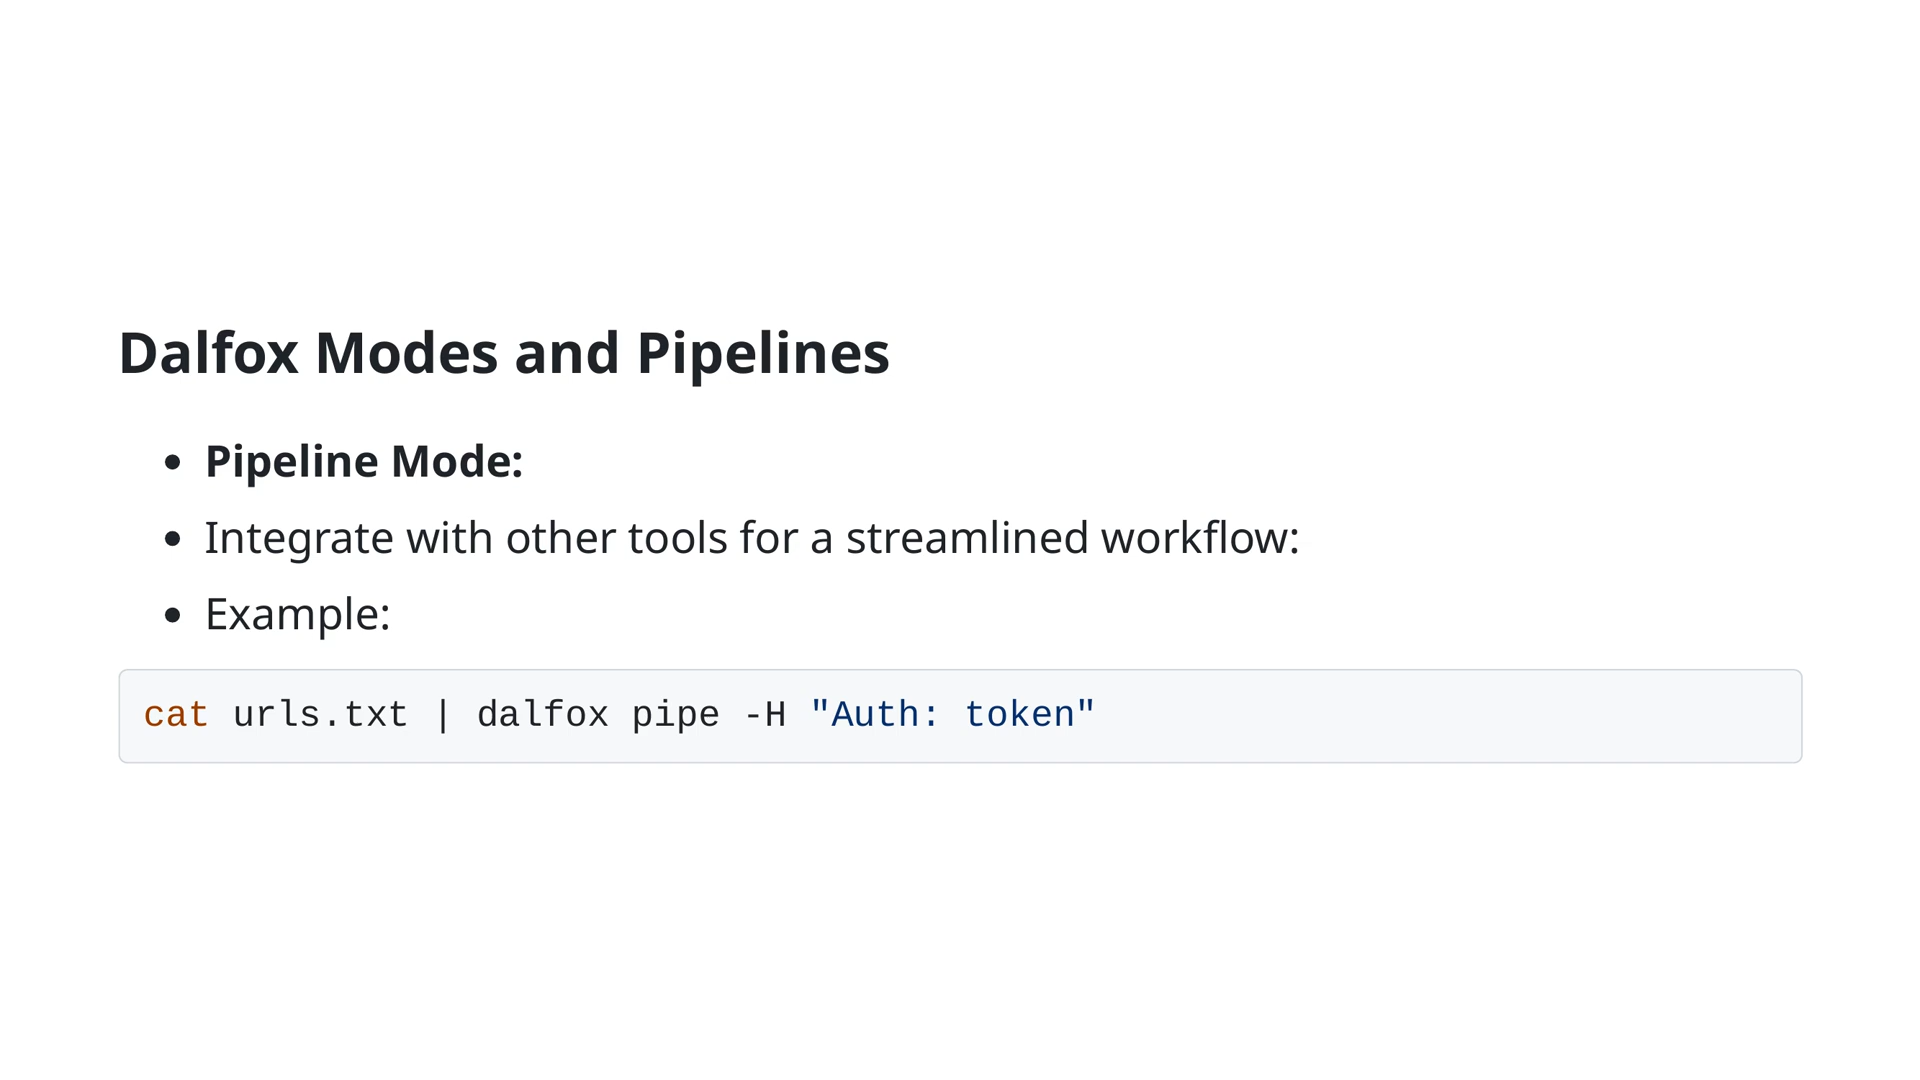 Dalfox Modes and Pipelines
• Pipeline Mode:
• Integrate with other tools for a streamlined workflow:
• Example:
cat urls.txt | dalfox pipe -H "Auth: token"